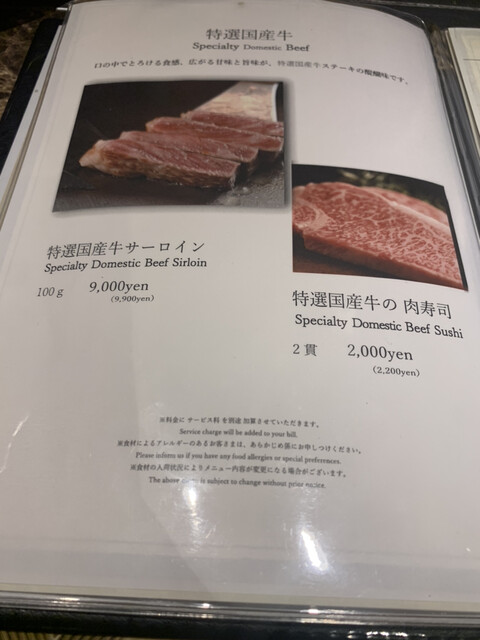 特選国産牛
Specialty Domestic Beef
口の中でとろける食感、広がる甘味と旨味が、特選国産牛ステーキの醍醐味です。
特選国産牛サーロイン
Specialty Domestic Beef Sirloin
100g 9,000yen
(9,900yen)
特選国産牛の 肉寿司
Specialty Domestic Beef Sushi
2貫 2,000yen
(2,200yen)
※料金に サービス料 を別途 加算させていただきます。
Service charge will be added to your bill.
※食材によるアレルギーのあるお客さまは、あらかじめ係にお申しつけください。
Please inform us if you have any food allergies or special preferences.
※食材の入荷状況によりメニュー内容が変更になる場合がございます。
The above is subject to change without prior notice.